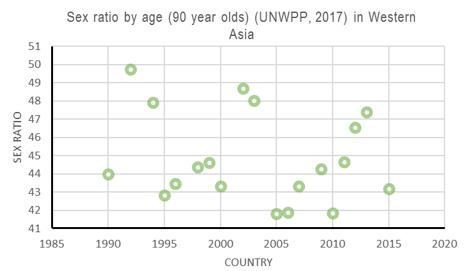 Sex ratio by age (90 year olds) (UNWPP, 2017) in Western
Asia
51
50
49
48
47
46
45
44
43
42
41
SEX RATIO
1985 1990 1995 2000 2005 2010 2015 2020
COUNTRY